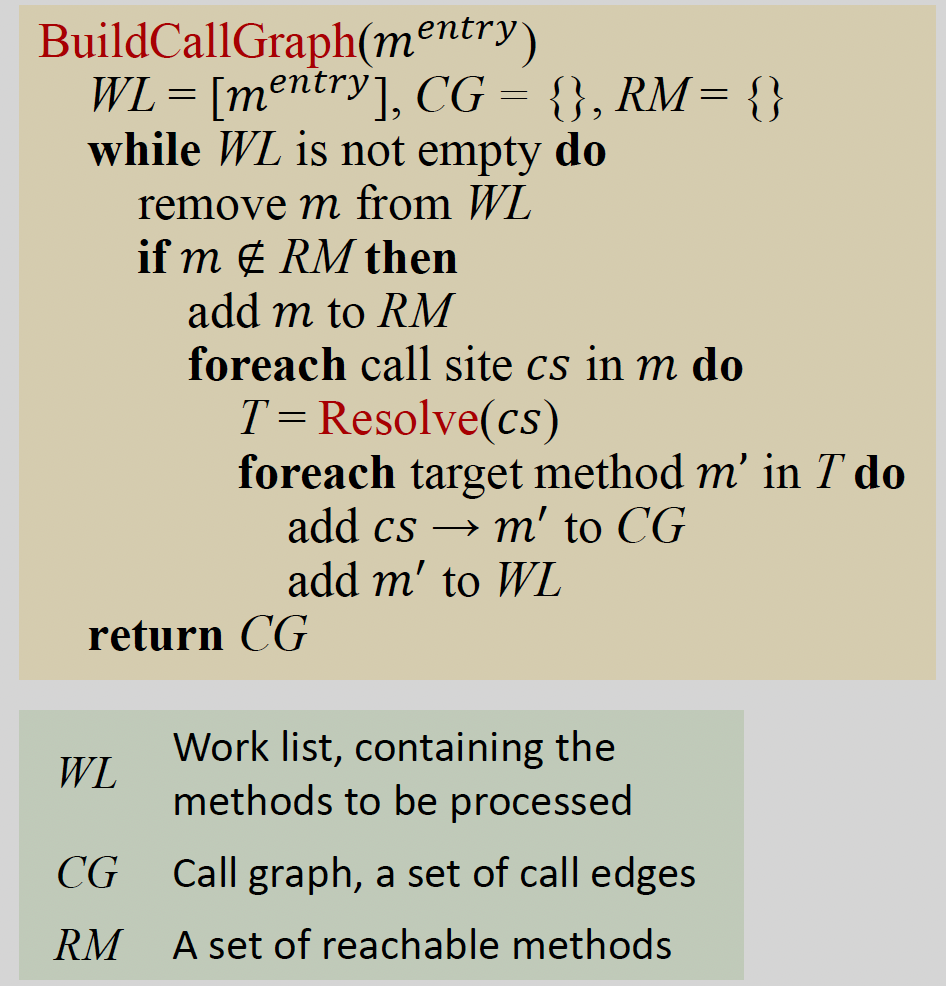 BuildCallGraph(m^entry)
WL = [m^entry], CG = {}, RM = {}
while WL is not empty do
remove m from WL
if m ∉ RM then
add m to RM
foreach call site cs in m do
T = Resolve(cs)
foreach target method m’ in T do
add cs → m′ to CG
add m′ to WL
return CG
WL Work list, containing the
methods to be processed
CG Call graph, a set of call edges
RM A set of reachable methods